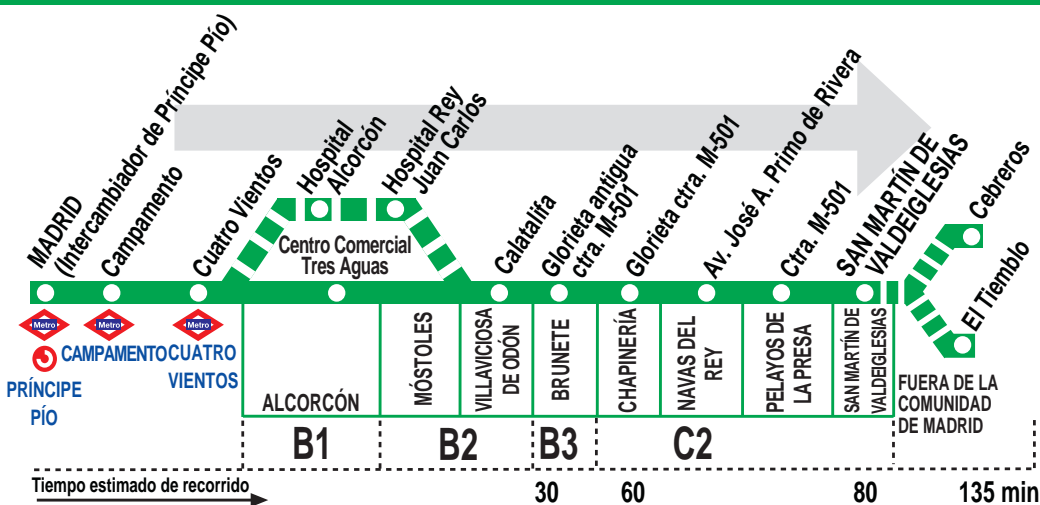 MADRID
(Intercambiador de Príncipe Pío)
Campamento
Cuatro Vientos
Hospital
Alcorcón
Hospital Rey
Juan Carlos
Centro Comercial
Tres Aguas
Calatalifa
Glorieta antigua
ctra. M-501
Glorieta ctra. M-501
Av. José A. Primo de Rivera
Ctra. M-501
SAN MARTÍN DE
VALDEIGLESIAS
Cebreros
El Tiemblo
Metro
Metro
Metro
PRÍNCIPE
PÍO
CAMPAMENTO
CUATRO
VIENTOS
ALCORCÓN
MÓSTOLES
VILLAVICIOSA
DE ODÓN
BRUNETE
CHAPINERÍA
NAVAS DEL
REY
PELAYOS DE
LA PRESA
SAN MARTÍN DE
VALDEIGLESIAS
FUERA DE LA
COMUNIDAD
DE MADRID
B1
B2
B3
C2
Tiempo estimado de recorrido
30
60
80
135 min